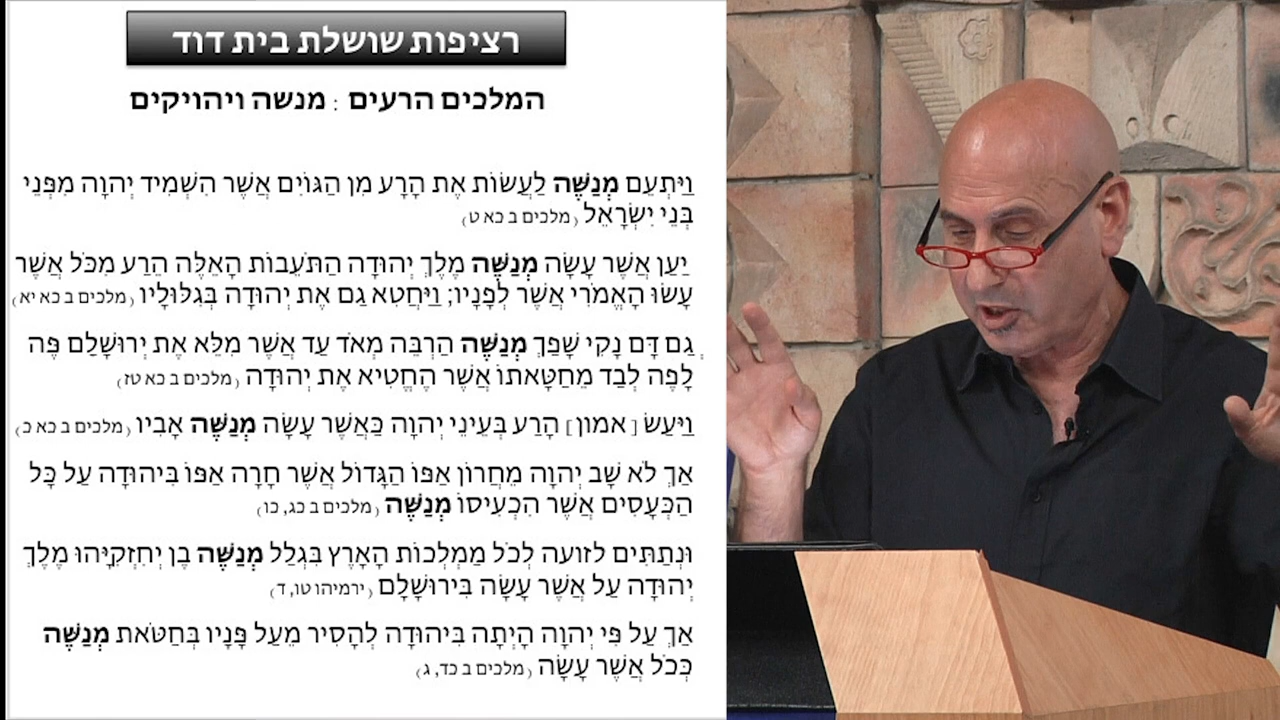 רציפות שושלת בית דוד
המלכים הרעים : מנשה ויהויקים
וַיַּתְעֵם מְנַשֶּׁה לַעֲשׂוֹת אֶת הָרָע מִן הַגּוֹיִם אֲשֶׁר הִשְׁמִיד יְהוָה מִפְּנֵי
בְּנֵי יִשְׂרָאֵל (מלכים ב כא ט)
יַעַן אֲשֶׁר עָשָׂה מְנַשֶּׁה מֶלֶךְ יְהוּדָה הַתֹּעֵבוֹת הָאֵלֶּה הֵרַע מִכֹּל אֲשֶׁר
עָשׂוּ הָאֱמֹרִי אֲשֶׁר לְפָנָיו; וַיַּחֲטִא גַם אֶת יְהוּדָה בְּגִלּוּלָיו (מלכים ב כא יא)
גַם דָּם נָקִי שָׁפַךְ מְנַשֶּׁה הַרְבֵּה מְאֹד עַד אֲשֶׁר מִלֵּא אֶת יְרוּשָׁלִַם פֶּה
לָפֶה לְבַד מֵחַטָּאתוֹ אֲשֶׁר הֶחֱטִיא אֶת יְהוּדָה (מלכים ב כא טז)
וַיַּעַשׂ [אמון] הָרַע בְּעֵינֵי יְהוָה כַּאֲשֶׁר עָשָׂה מְנַשֶּׁה אָבִיו (מלכים ב כא כ)
אַךְ לֹא שָׁב יְהוָה מֵחֲרוֹן אַפּוֹ הַגָּדוֹל אֲשֶׁר חָרָה אַפּוֹ בִּיהוּדָה עַל כָּל
הַכְּעָסִים אֲשֶׁר הִכְעִיסוֹ מְנַשֶּׁה (מלכים ב כג, כו)
וּנְתַתִּים לזועה לְכֹל מַמְלְכוֹת הָאָרֶץ בִּגְלַל מְנַשֶּׁה בֶן יְחִזְקִיָּהוּ מֶלֶךְ
יְהוּדָה עַל אֲשֶׁר עָשָׂה בִּירוּשָׁלִָם (ירמיהו טו, ד)
אַךְ עַל פִּי יְהוָה הָיְתָה בִּיהוּדָה לְהָסִיר מֵעַל פָּנָיו בְּחַטֹּאת מְנַשֶּׁה
כְּכֹל אֲשֶׁר עָשָׂה (מלכים ב כד, ג)